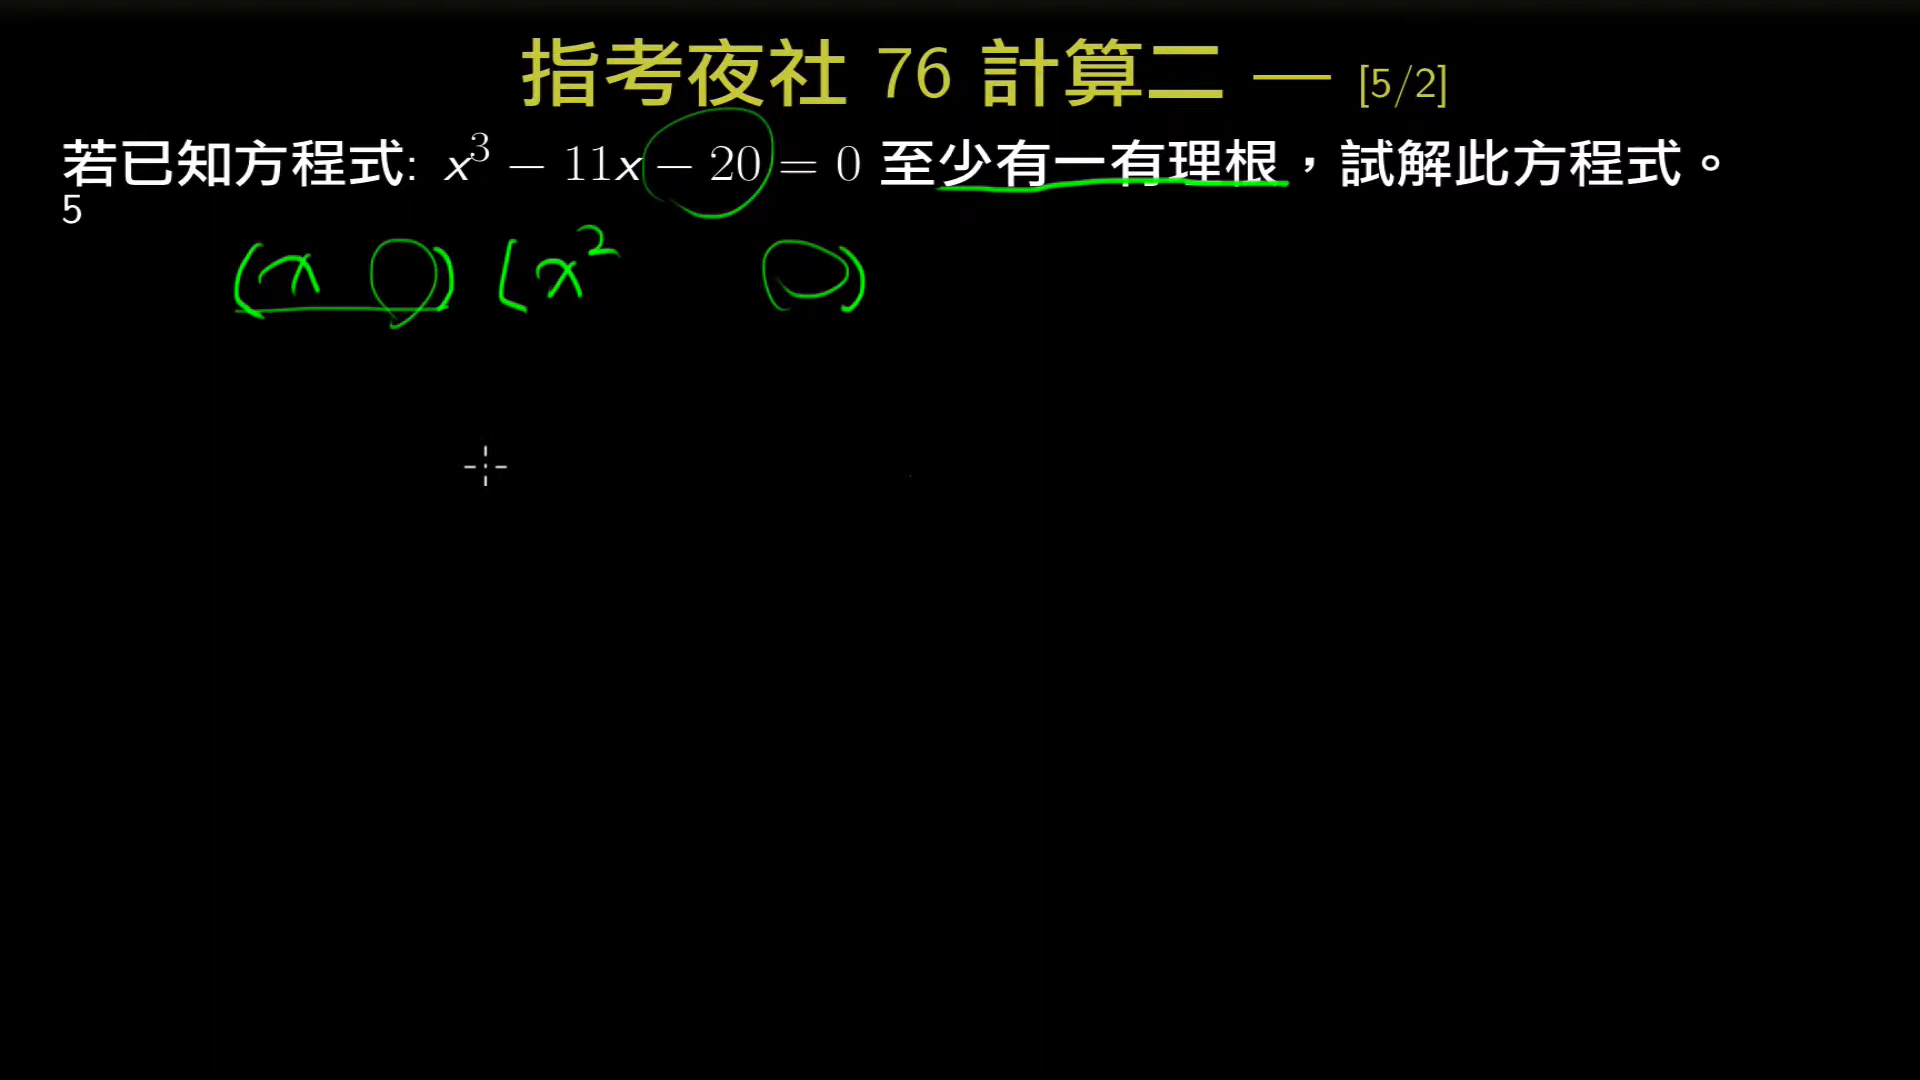 指考夜社 76 計算二 — [5/2]
若已知方程式: x³ − 11x − 20 = 0 至少有一有理根，試解此方程式。
5
(x ) (x² )